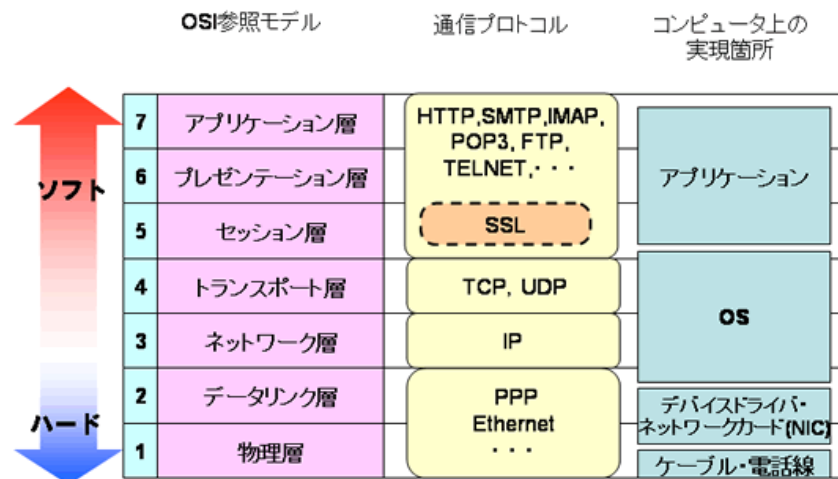 OSI参照モデル
通信プロトコル
コンピュータ上の
実現箇所
ソフト
ハード
7
アプリケーション層
6
プレゼンテーション層
5
セッション層
4
トランスポート層
3
ネットワーク層
2
データリンク層
1
物理層
HTTP,SMTP,IMAP,
POP3, FTP,
TELNET,・・・
SSL
TCP, UDP
IP
PPP
Ethernet
・・・
アプリケーション
OS
デバイスドライバ・
ネットワークカード(NIC)
ケーブル・電話線